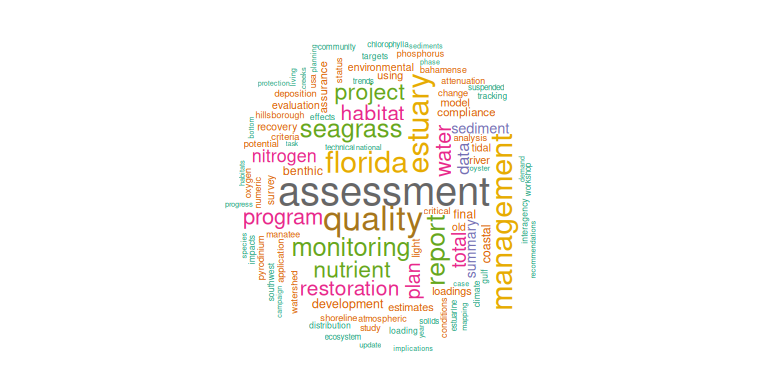 chlorophylla
community
sediments
phosphorus
planning
targets
phase
status
environmental
bahamense
living
usa
assurance
trends
using
attenuation
protection
creeks
project
estuary
suspended
deposition
change
tracking
evaluation
habitat
model
hillsborough
effects
compliance
bottom
recovery
seagrass
water
sediment
criteria
analysis
task
potential
technical
national
data
tidal
nitrogen
florida
river
demand
habitats
benthic
oyster
workshop
oxygen
numeric
survey
assessment
management
progress
program
quality
critical
final
interagency
manatee
report
old
coastal
recommendations
species
impacts
monitoring
light
total
summary
pyrodinium
application
nutrient
plan
gulf
southwest
watershed
case
climate
campaign
restoration
loadings
development
estimates
conditions
estuarine
mapping
shoreline
atmospheric
solids
distribution
study
loading
year
ecosystem
update
implications